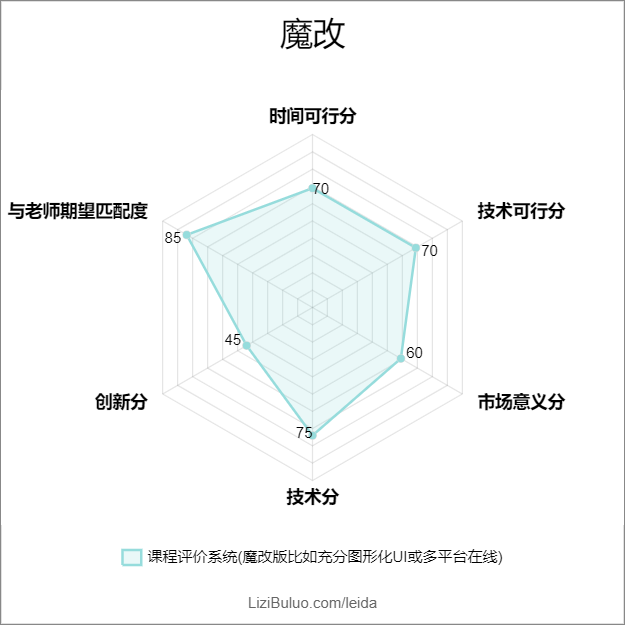 魔改
时间可行分
70
与老师期望匹配度
技术可行分
85
70
45
60
创新分
市场意义分
75
技术分
课程评价系统(魔改版比如充分图形化UI或多平台在线)
LiziBuluo.com/leida